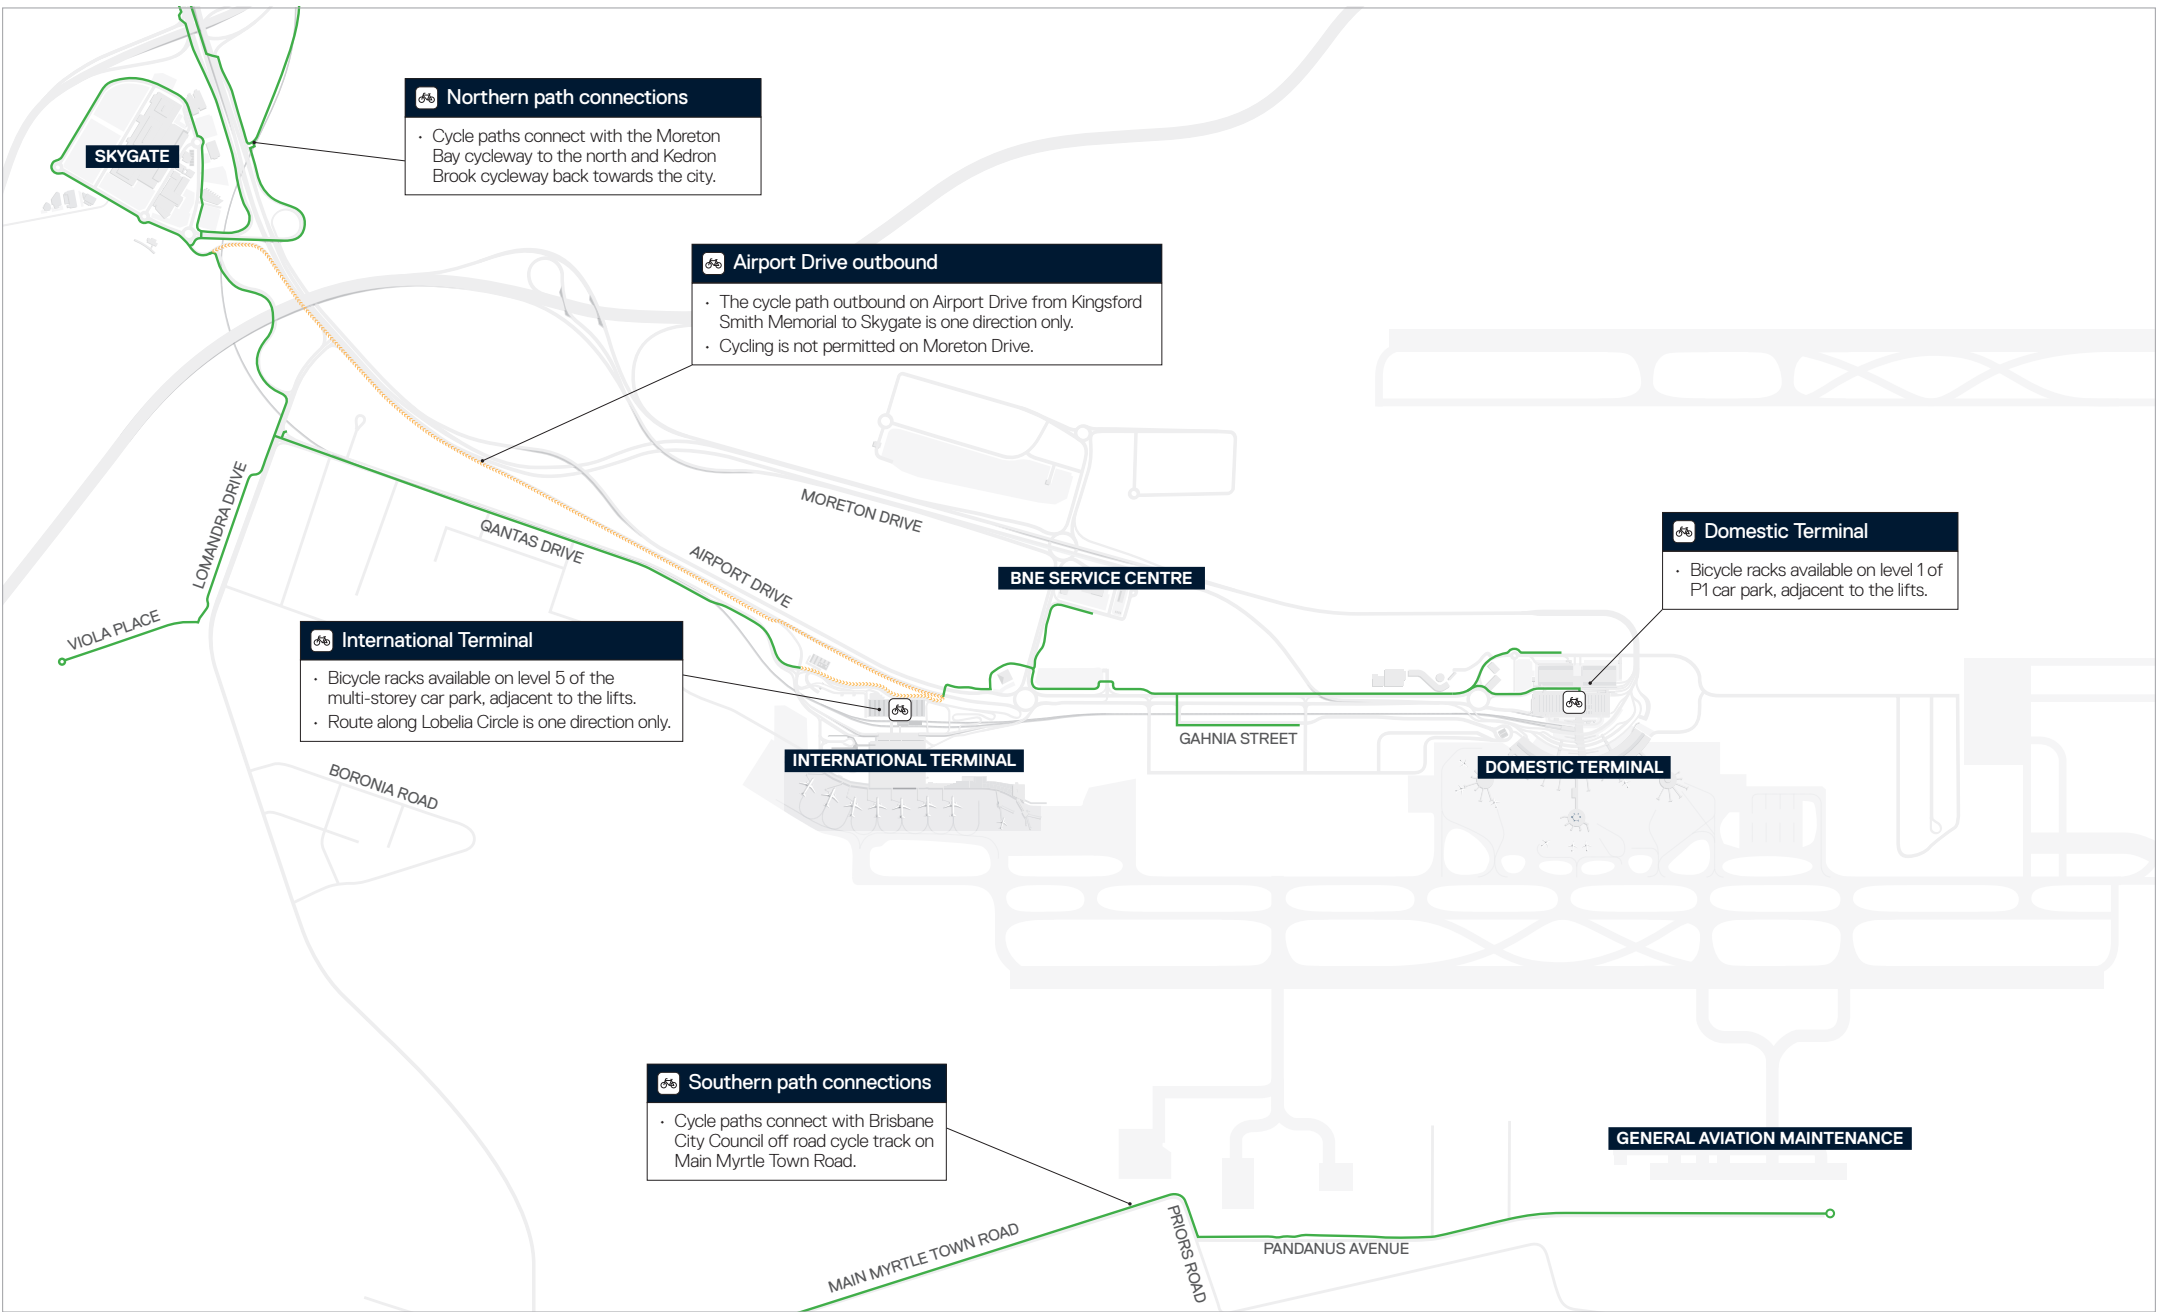 Northern path connections
· Cycle paths connect with the Moreton
Bay cycleway to the north and Kedron
Brook cycleway back towards the city.
SKYGATE
Airport Drive outbound
· The cycle path outbound on Airport Drive from Kingsford
Smith Memorial to Skygate is one direction only.
· Cycling is not permitted on Moreton Drive.
LOMANDRA DRIVE
QANTAS DRIVE
MORETON DRIVE
AIRPORT DRIVE
VIOLA PLACE
BNE SERVICE CENTRE
Domestic Terminal
· Bicycle racks available on level 1 of
P1 car park, adjacent to the lifts.
International Terminal
· Bicycle racks available on level 5 of the
multi-storey car park, adjacent to the lifts.
· Route along Lobelia Circle is one direction only.
GAHNIA STREET
INTERNATIONAL TERMINAL
DOMESTIC TERMINAL
BORONIA ROAD
Southern path connections
· Cycle paths connect with Brisbane
City Council off road cycle track on
Main Myrtle Town Road.
GENERAL AVIATION MAINTENANCE
MAIN MYRTLE TOWN ROAD
PRIORS ROAD
PANDANUS AVENUE